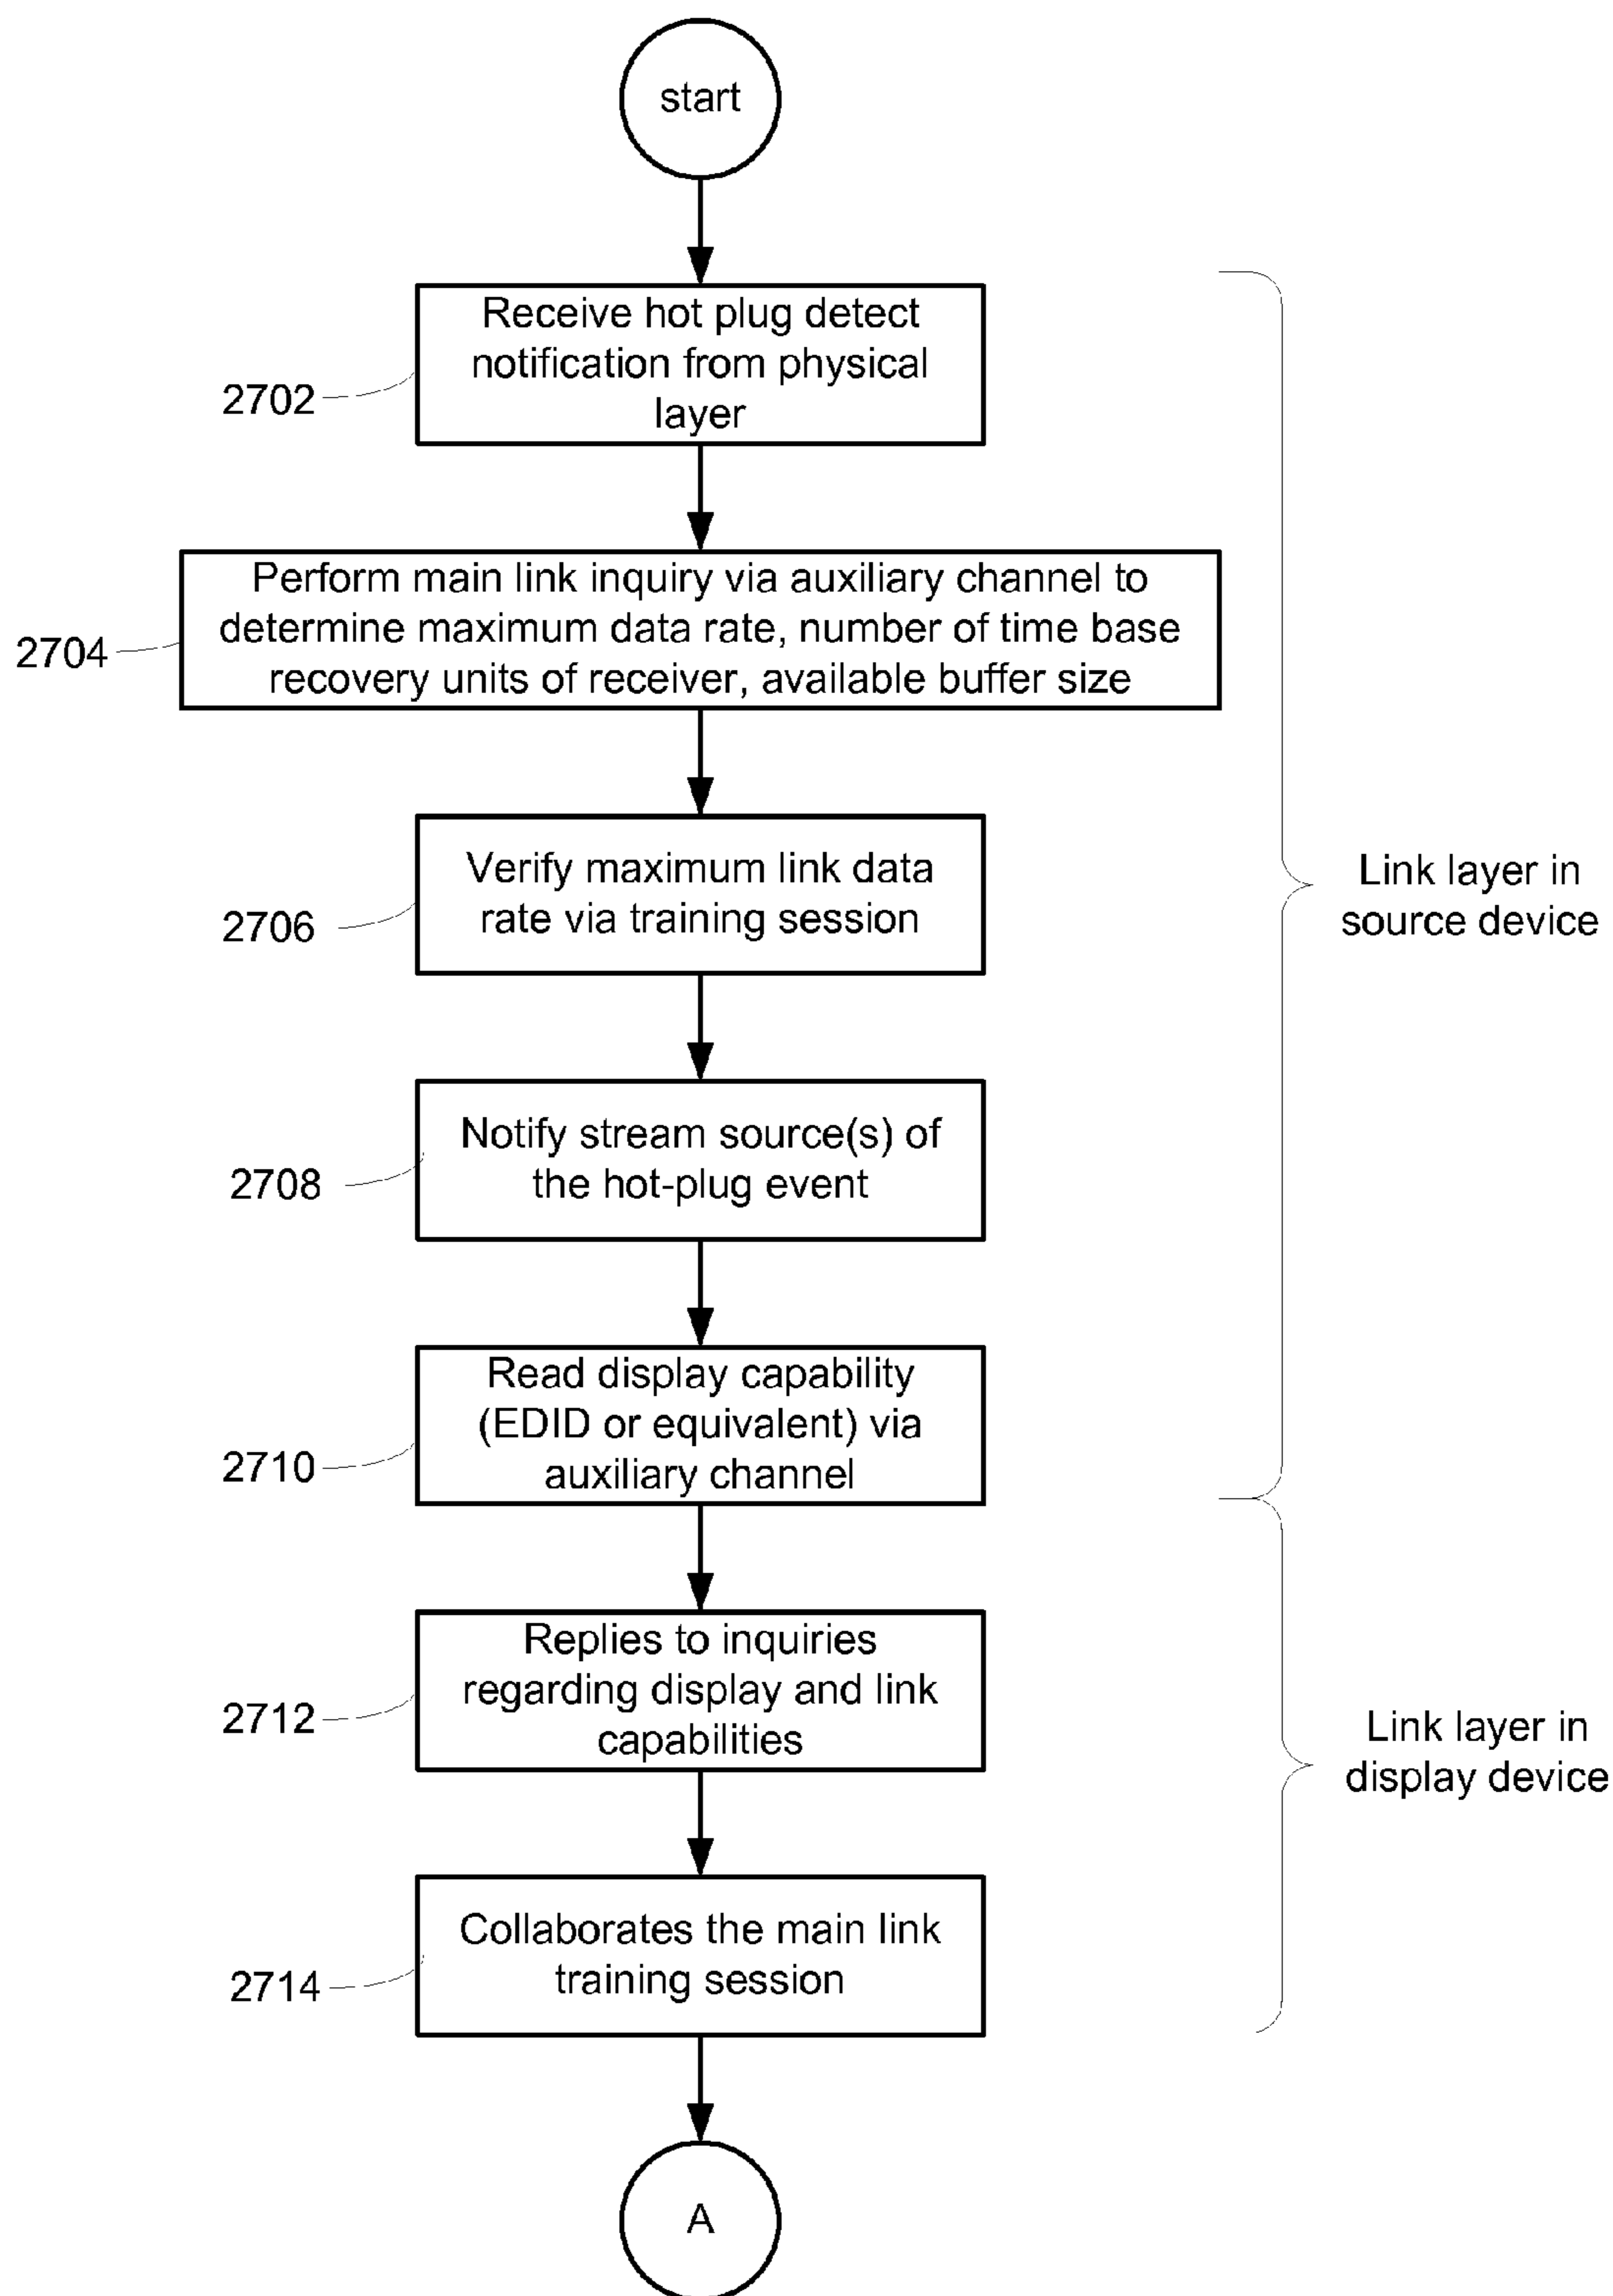 start
Receive hot plug detect
notification from physical
layer
2702
Perform main link inquiry via auxiliary channel to
determine maximum data rate, number of time base
recovery units of receiver, available buffer size
2704
Verify maximum link data
rate via training session
2706
Link layer in
source device
Notify stream source(s) of
the hot-plug event
2708
Read display capability
(EDID or equivalent) via
auxiliary channel
2710
Replies to inquiries
regarding display and link
capabilities
2712
Link layer in
display device
Collaborates the main link
training session
2714
A